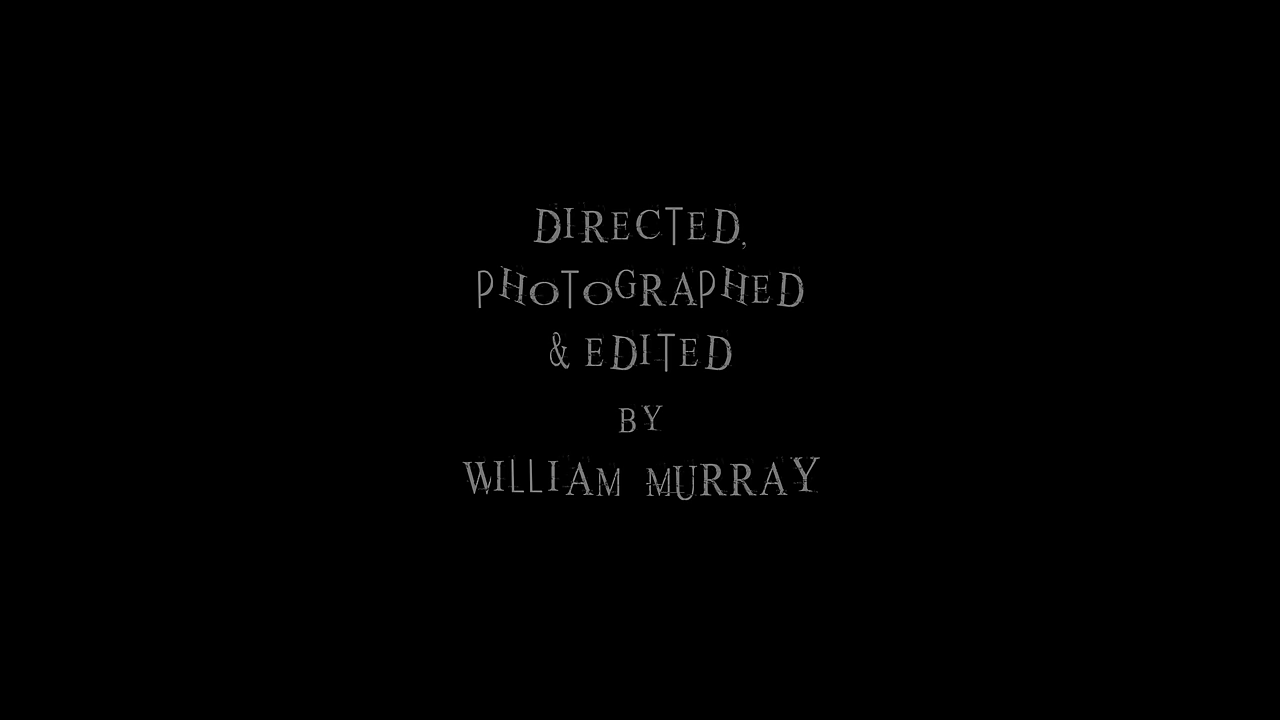 DIRECTED,
PHOTOGRAPHED
& EDITED
BY
WILLIAM MURRAY